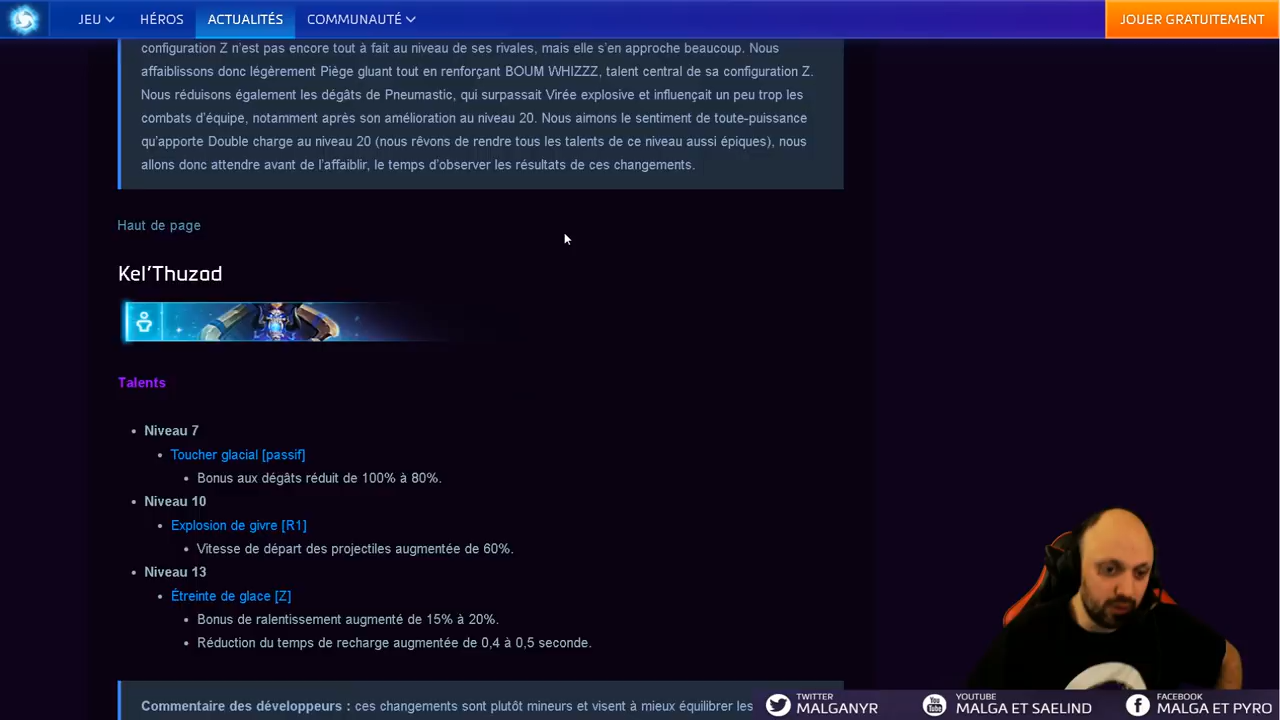 JEU HÉROS ACTUALITÉS COMMUNAUTÉ JOUER GRATUITEMENT
configuration Z n'est pas encore tout à fait au niveau de ses rivales, mais elle s'en approche beaucoup. Nous
affaiblissons donc légèrement Piège gluant tout en renforçant BOUM WHIZZZ, talent central de sa configuration Z.
Nous réduisons également les dégâts de Pneumastic, qui surpassait Virée explosive et influençait un peu trop les
combats d'équipe, notamment après son amélioration au niveau 20. Nous aimons le sentiment de toute-puissance
qu'apporte Double charge au niveau 20 (nous rêvons de rendre tous les talents de ce niveau aussi épiques), nous
allons donc attendre avant de l'affaiblir, le temps d'observer les résultats de ces changements.
Haut de page
Kel'Thuzad
Talents
• Niveau 7
• Toucher glacial [passif]
• Bonus aux dégâts réduit de 100% à 80%.
• Niveau 10
• Explosion de givre [R1]
• Vitesse de départ des projectiles augmentée de 60%.
• Niveau 13
• Étreinte de glace [Z]
• Bonus de ralentissement augmenté de 15% à 20%.
• Réduction du temps de recharge augmentée de 0,4 à 0,5 seconde.
Commentaire des développeurs : ces changements sont plutôt mineurs et visent à mieux équilibrer les
TWITTER
MALGANYR
YOUTUBE
MALGA ET SAELIND
FACEBOOK
MALGA ET PYRO